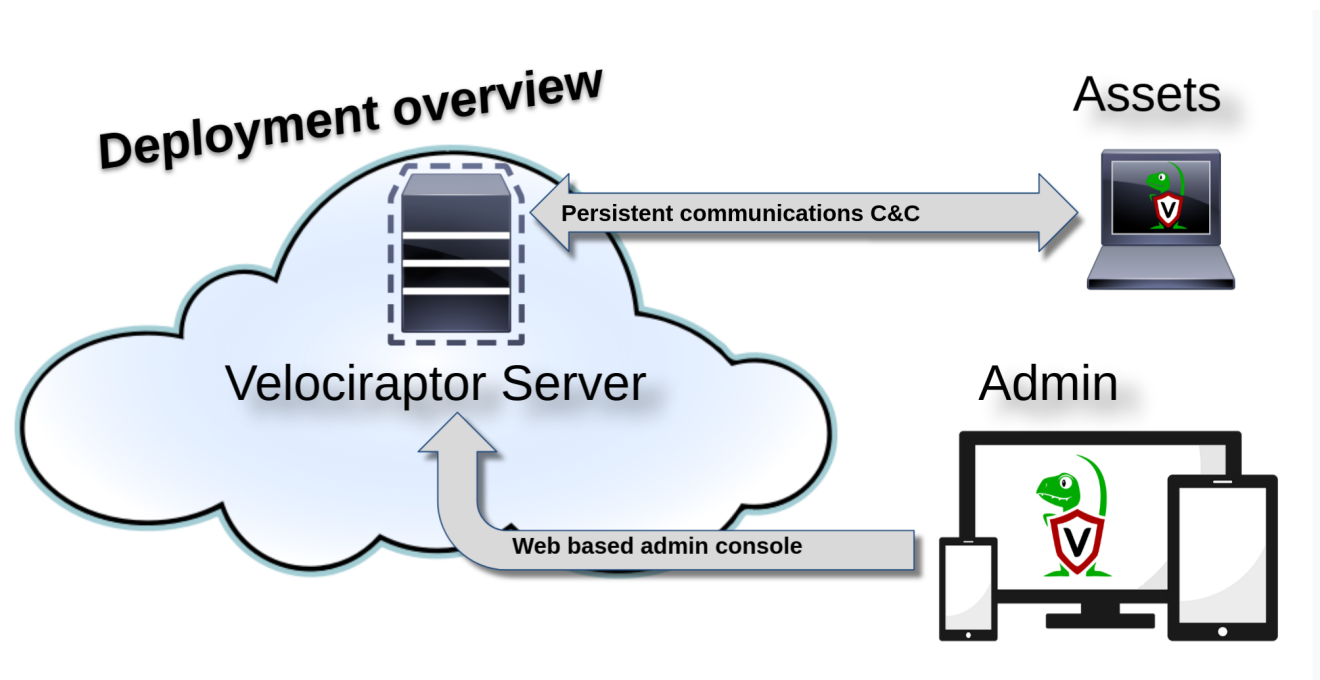 Deployment overview
Assets
V
Persistent communications C&C
Velociraptor Server
Admin
V
Web based admin console